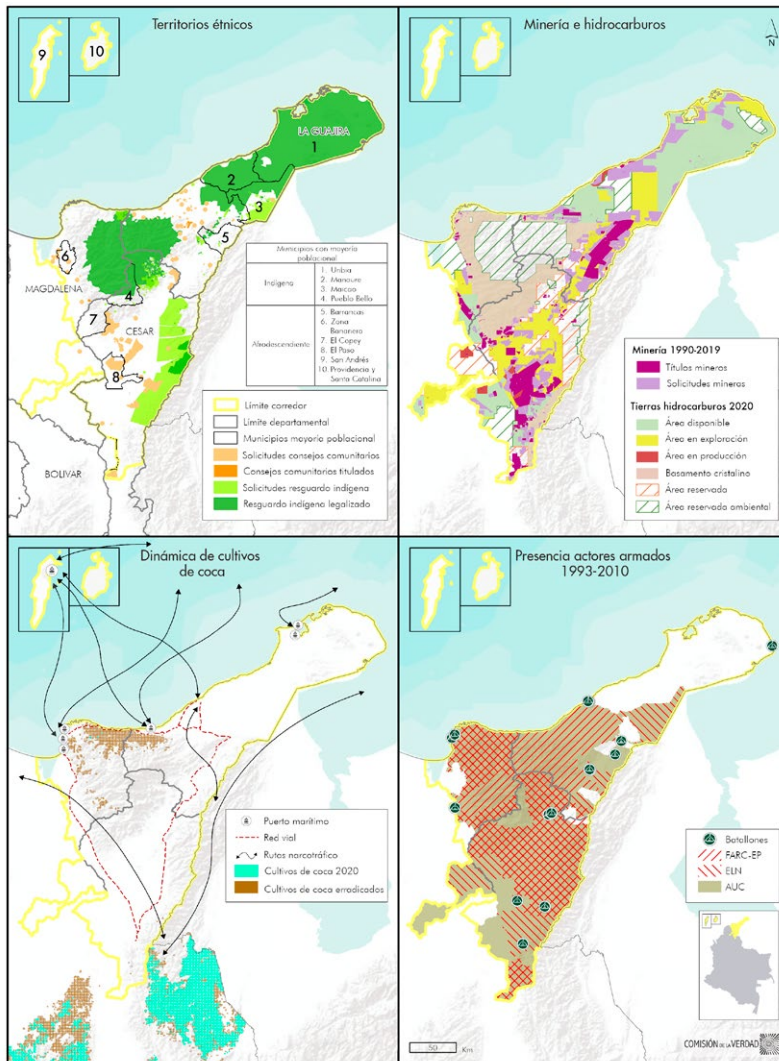 Territorios étnicos
9
10
LA GUAJIRA
1
2
3
5
6
MAGDALENA
4
7
CESAR
8
BOLIVAR
Municipios con mayoría poblacional
Indígena
1. Uribia
2. Manaure
3. Maicao
4. Pueblo Bello
Afrodescendiente
5. Barrancas
6. Zona Bananera
7. El Copey
8. El Paso
9. San Andrés
10. Providencia y Santa Catalina
Límite corredor
Límite departamental
Municipios mayoría poblacional
Solicitudes consejos comunitarios
Consejos comunitarios titulados
Solicitudes resguardo indígena
Resguardo indígena legalizado
Minería e hidrocarburos
N
Minería 1990-2019
Títulos mineros
Solicitudes mineras
Tierras hidrocarburos 2020
Área disponible
Área en exploración
Área en producción
Basamento cristalino
Área reservada
Área reservada ambiental
Dinámica de cultivos
de coca
Puerto marítimo
Red vial
Rutas narcotráfico
Cultivos de coca 2020
Cultivos de coca erradicados
Presencia actores armados
1993-2010
Batallones
FARC-EP
ELN
AUC
50
Km
COMISIÓN DE LA VERDAD